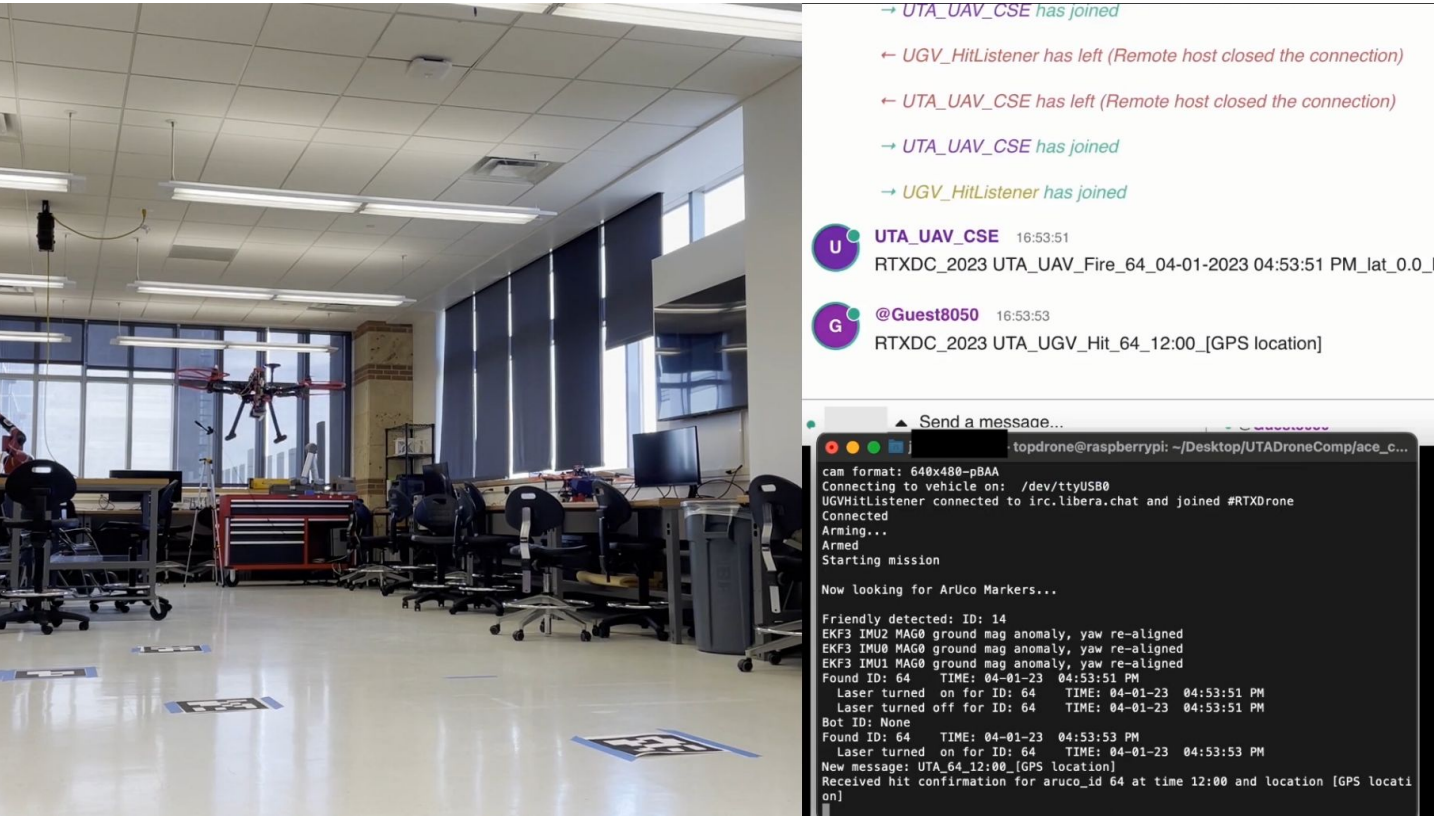 → UTA_UAV_CSE has joined
← UGV_HitListener has left (Remote host closed the connection)
← UTA_UAV_CSE has left (Remote host closed the connection)
→ UTA_UAV_CSE has joined
→ UGV_HitListener has joined
U
UTA_UAV_CSE 16:53:51
RTXDC_2023 UTA_UAV_Fire_64_04-01-2023 04:53:51 PM_lat_0.0_
G
@Guest8050 16:53:53
RTXDC_2023 UTA_UGV_Hit_64_12:00_[GPS location]
Send a message...
topdrone@raspberrypi: ~/Desktop/UTADroneComp/ace_c...
cam format: 640x480-pBAA
Connecting to vehicle on: /dev/ttyUSB0
UGVHitListener connected to irc.libera.chat and joined #RTXDrone
Connected
Arming...
Armed
Starting mission
Now looking for ArUco Markers...
Friendly detected: ID: 14
EKF3 IMU2 MAG0 ground mag anomaly, yaw re-aligned
EKF3 IMU0 MAG0 ground mag anomaly, yaw re-aligned
EKF3 IMU1 MAG0 ground mag anomaly, yaw re-aligned
Found ID: 64 TIME: 04-01-23 04:53:51 PM
Laser turned on for ID: 64 TIME: 04-01-23 04:53:51 PM
Laser turned off for ID: 64 TIME: 04-01-23 04:53:51 PM
Bot ID: None
Found ID: 64 TIME: 04-01-23 04:53:53 PM
Laser turned on for ID: 64 TIME: 04-01-23 04:53:53 PM
New message: UTA_64_12:00_[GPS location]
Received hit confirmation for aruco_id 64 at time 12:00 and location [GPS locati
on]